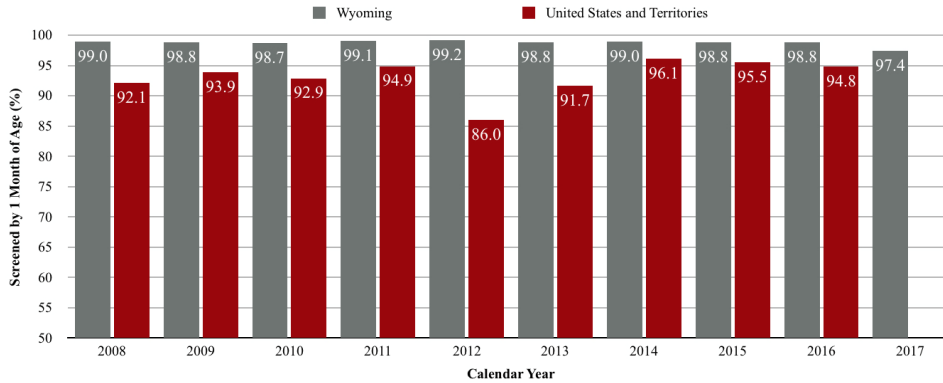 Wyoming United States and Territories
100
95
90
85
80
75
70
65
60
55
50
Screened by 1 Month of Age (%)
99.0 92.1 98.8 93.9 98.7 92.9 99.1 94.9 99.2 86.0 98.8 91.7 99.0 96.1 98.8 95.5 98.8 94.8 97.4
2008 2009 2010 2011 2012 2013 2014 2015 2016 2017
Calendar Year